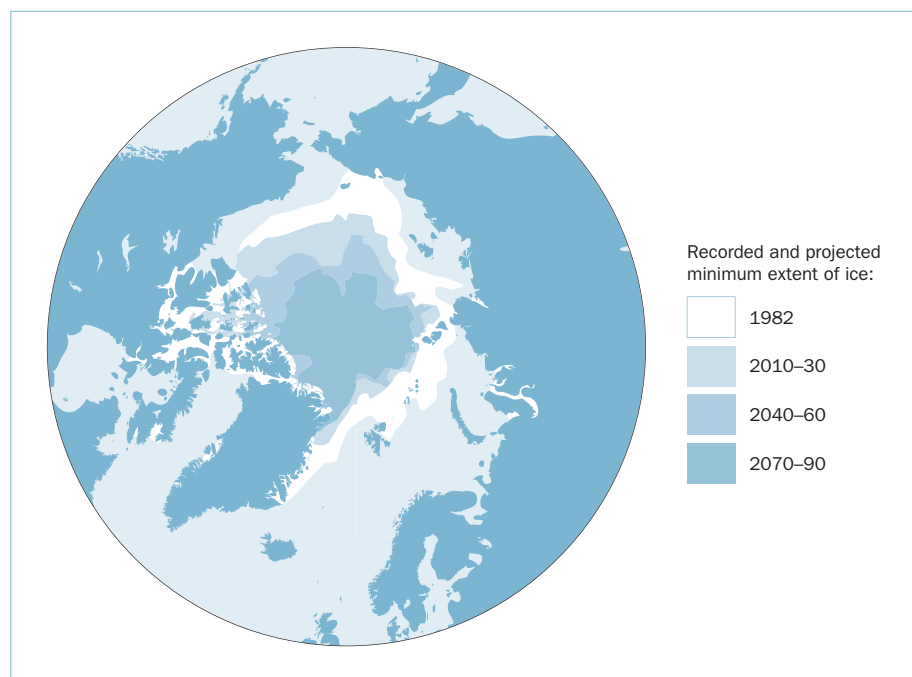 Recorded and projected
minimum extent of ice:
1982
2010–30
2040–60
2070–90